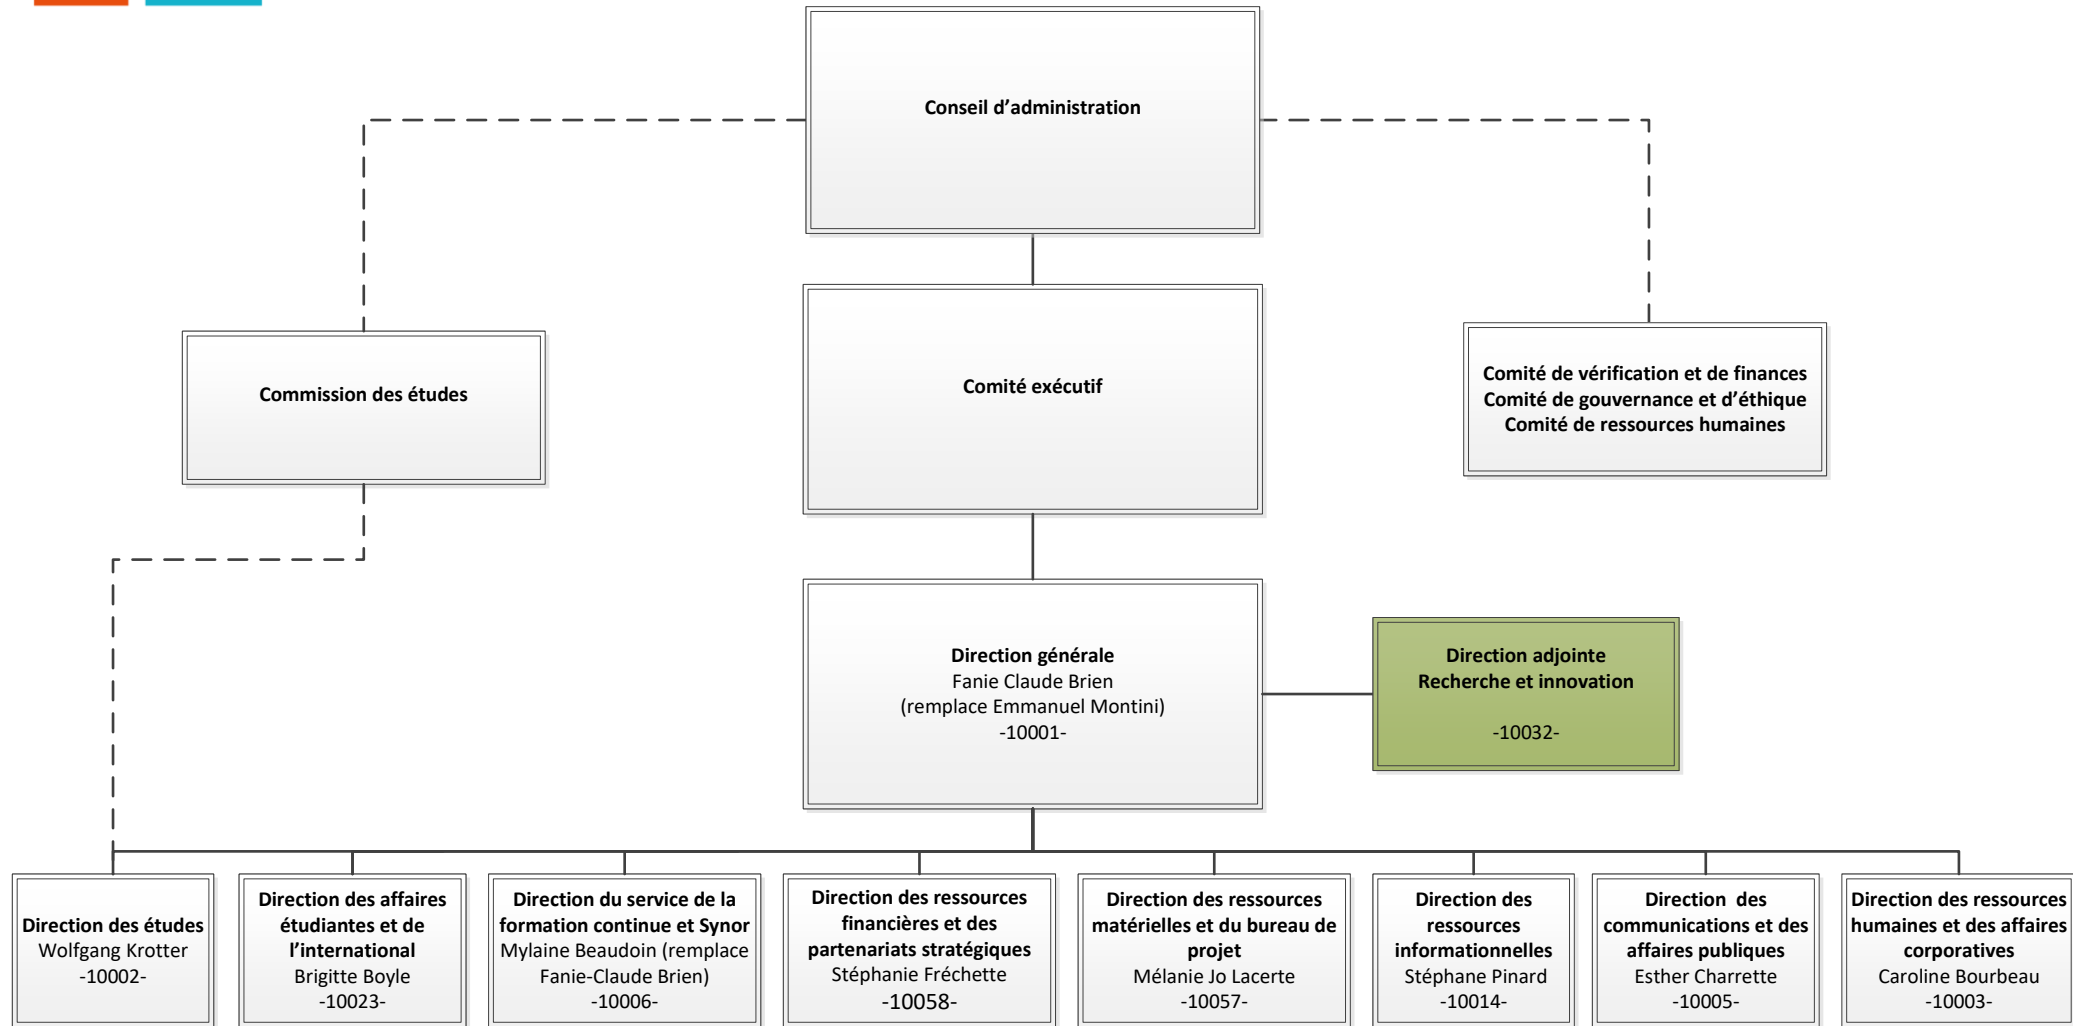 Conseil d’administration
Commission des études
Comité exécutif
Comité de vérification et de finances
Comité de gouvernance et d’éthique
Comité de ressources humaines
Direction générale
Fanie Claude Brien
(remplace Emmanuel Montini)
-10001-
Direction adjointe
Recherche et innovation
-10032-
Direction des études
Wolfgang Krotter
-10002-
Direction des affaires
étudiantes et de
l’international
Brigitte Boyle
-10023-
Direction du service de la
formation continue et Synor
Mylaine Beaudoin (remplace
Fanie-Claude Brien)
-10006-
Direction des ressources
financières et des
partenariats stratégiques
Stéphanie Fréchette
-10058-
Direction des ressources
matérielles et du bureau de
projet
Mélanie Jo Lacerte
-10057-
Direction des
ressources
informationnelles
Stéphane Pinard
-10014-
Direction  des
communications et des
affaires publiques
Esther Charrette
-10005-
Direction des ressources
humaines et des affaires
corporatives
Caroline Bourbeau
-10003-